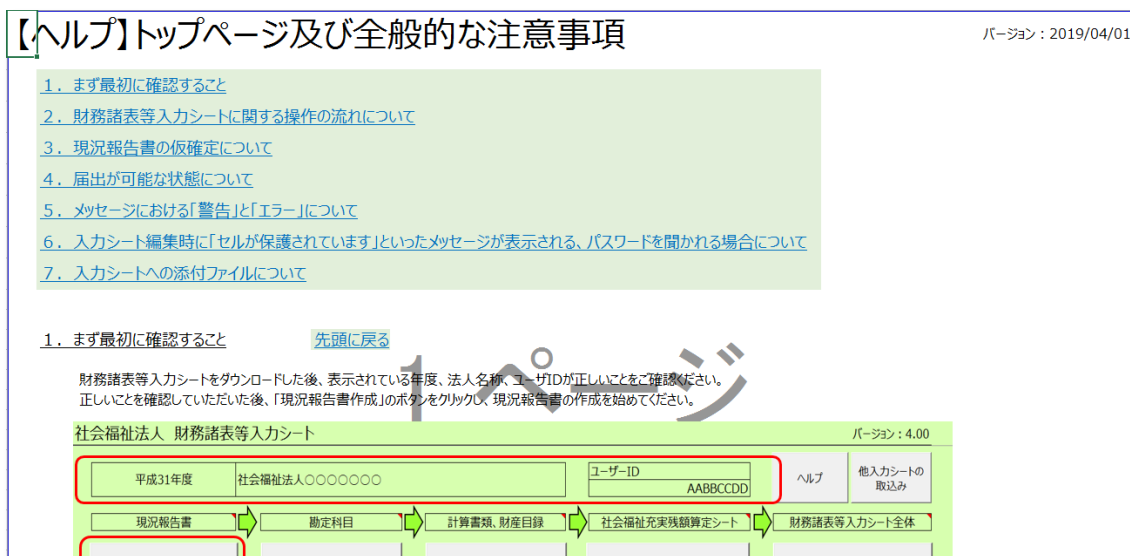 【ヘルプ】トップページ及び全般的な注意事項
バージョン：2019/04/01
１．まず最初に確認すること
２．財務諸表等入力シートに関する操作の流れについて
３．現況報告書の仮確定について
４．届出が可能な状態について
５．メッセージにおける「警告」と「エラー」について
６．入力シート編集時に「セルが保護されています」といったメッセージが表示される、パスワードを聞かれる場合について
７．入力シートへの添付ファイルについて
１．まず最初に確認すること　先頭に戻る
1 ページ
財務諸表等入力シートをダウンロードした後、表示されている年度、法人名称、ユーザIDが正しいことをご確認ください。
正しいことを確認していただいた後、「現況報告書作成」のボタンをクリックし、現況報告書の作成を始めてください。
社会福祉法人 財務諸表等入力シート
バージョン：4.00
平成31年度
社会福祉法人○○○○○○○
ユーザーID
AABBCCDD
ヘルプ
他入力シートの
取込み
現況報告書
勘定科目
計算書類、財産目録
社会福祉充実残額算定シート
財務諸表等入力シート全体